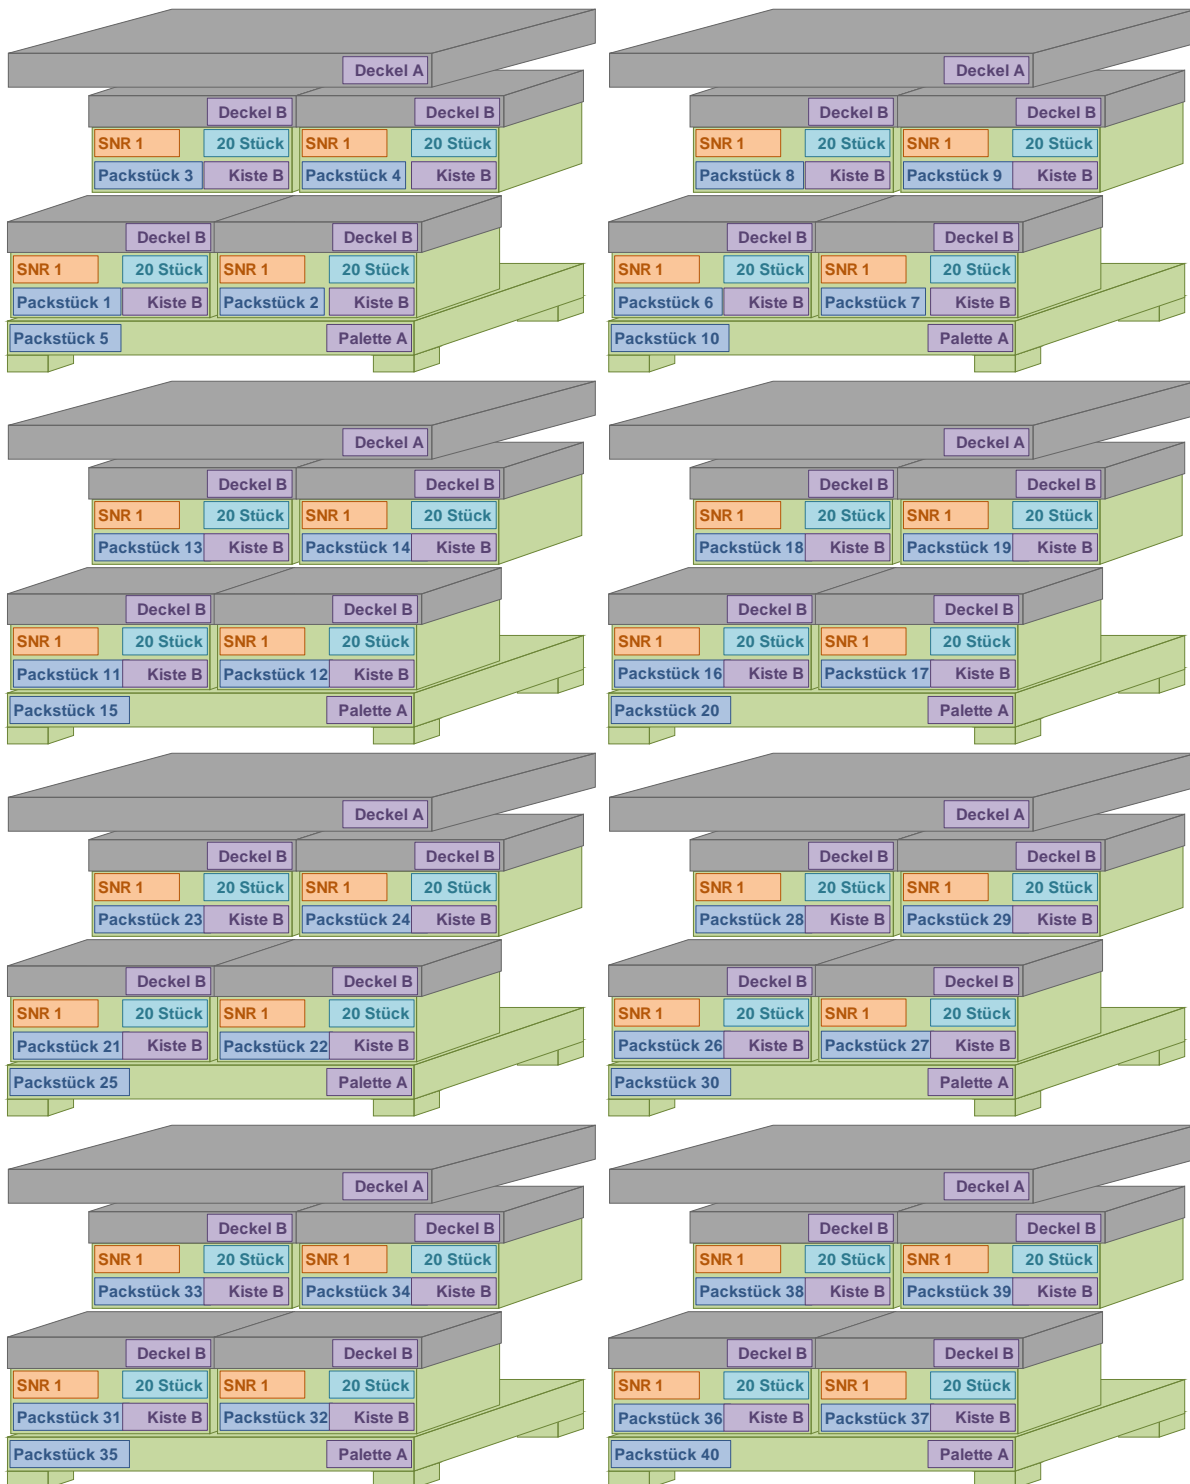 Deckel A
Deckel B Deckel B
SNR 1 20 Stück SNR 1 20 Stück
Packstück 3 Kiste B Packstück 4 Kiste B
Deckel B Deckel B
SNR 1 20 Stück SNR 1 20 Stück
Packstück 1 Kiste B Packstück 2 Kiste B
Packstück 5 Palette A
Deckel A
Deckel B Deckel B
SNR 1 20 Stück SNR 1 20 Stück
Packstück 8 Kiste B Packstück 9 Kiste B
Deckel B Deckel B
SNR 1 20 Stück SNR 1 20 Stück
Packstück 6 Kiste B Packstück 7 Kiste B
Packstück 10 Palette A
Deckel A
Deckel B Deckel B
SNR 1 20 Stück SNR 1 20 Stück
Packstück 13 Kiste B Packstück 14 Kiste B
Deckel B Deckel B
SNR 1 20 Stück SNR 1 20 Stück
Packstück 11 Kiste B Packstück 12 Kiste B
Packstück 15 Palette A
Deckel A
Deckel B Deckel B
SNR 1 20 Stück SNR 1 20 Stück
Packstück 18 Kiste B Packstück 19 Kiste B
Deckel B Deckel B
SNR 1 20 Stück SNR 1 20 Stück
Packstück 16 Kiste B Packstück 17 Kiste B
Packstück 20 Palette A
Deckel A
Deckel B Deckel B
SNR 1 20 Stück SNR 1 20 Stück
Packstück 23 Kiste B Packstück 24 Kiste B
Deckel B Deckel B
SNR 1 20 Stück SNR 1 20 Stück
Packstück 21 Kiste B Packstück 22 Kiste B
Packstück 25 Palette A
Deckel A
Deckel B Deckel B
SNR 1 20 Stück SNR 1 20 Stück
Packstück 28 Kiste B Packstück 29 Kiste B
Deckel B Deckel B
SNR 1 20 Stück SNR 1 20 Stück
Packstück 26 Kiste B Packstück 27 Kiste B
Packstück 30 Palette A
Deckel A
Deckel B Deckel B
SNR 1 20 Stück SNR 1 20 Stück
Packstück 33 Kiste B Packstück 34 Kiste B
Deckel B Deckel B
SNR 1 20 Stück SNR 1 20 Stück
Packstück 31 Kiste B Packstück 32 Kiste B
Packstück 35 Palette A
Deckel A
Deckel B Deckel B
SNR 1 20 Stück SNR 1 20 Stück
Packstück 38 Kiste B Packstück 39 Kiste B
Deckel B Deckel B
SNR 1 20 Stück SNR 1 20 Stück
Packstück 36 Kiste B Packstück 37 Kiste B
Packstück 40 Palette A